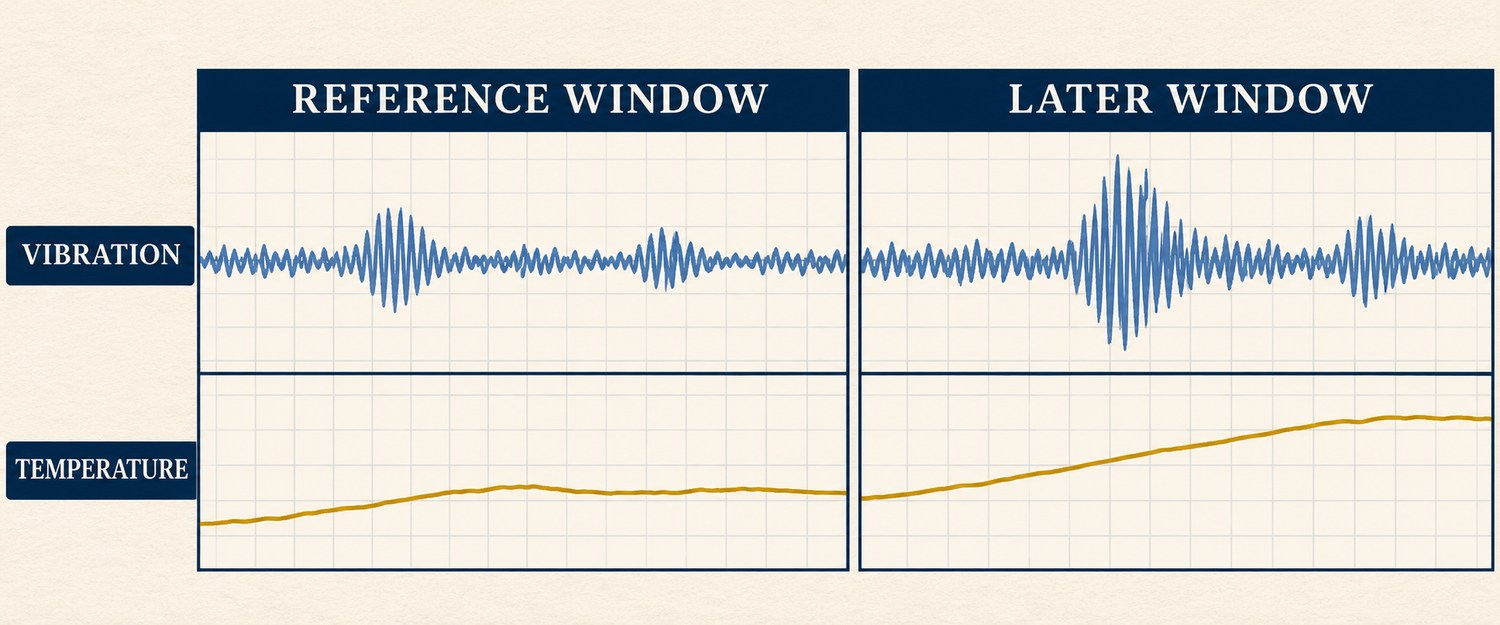 REFERENCE WINDOW
LATER WINDOW
VIBRATION
TEMPERATURE